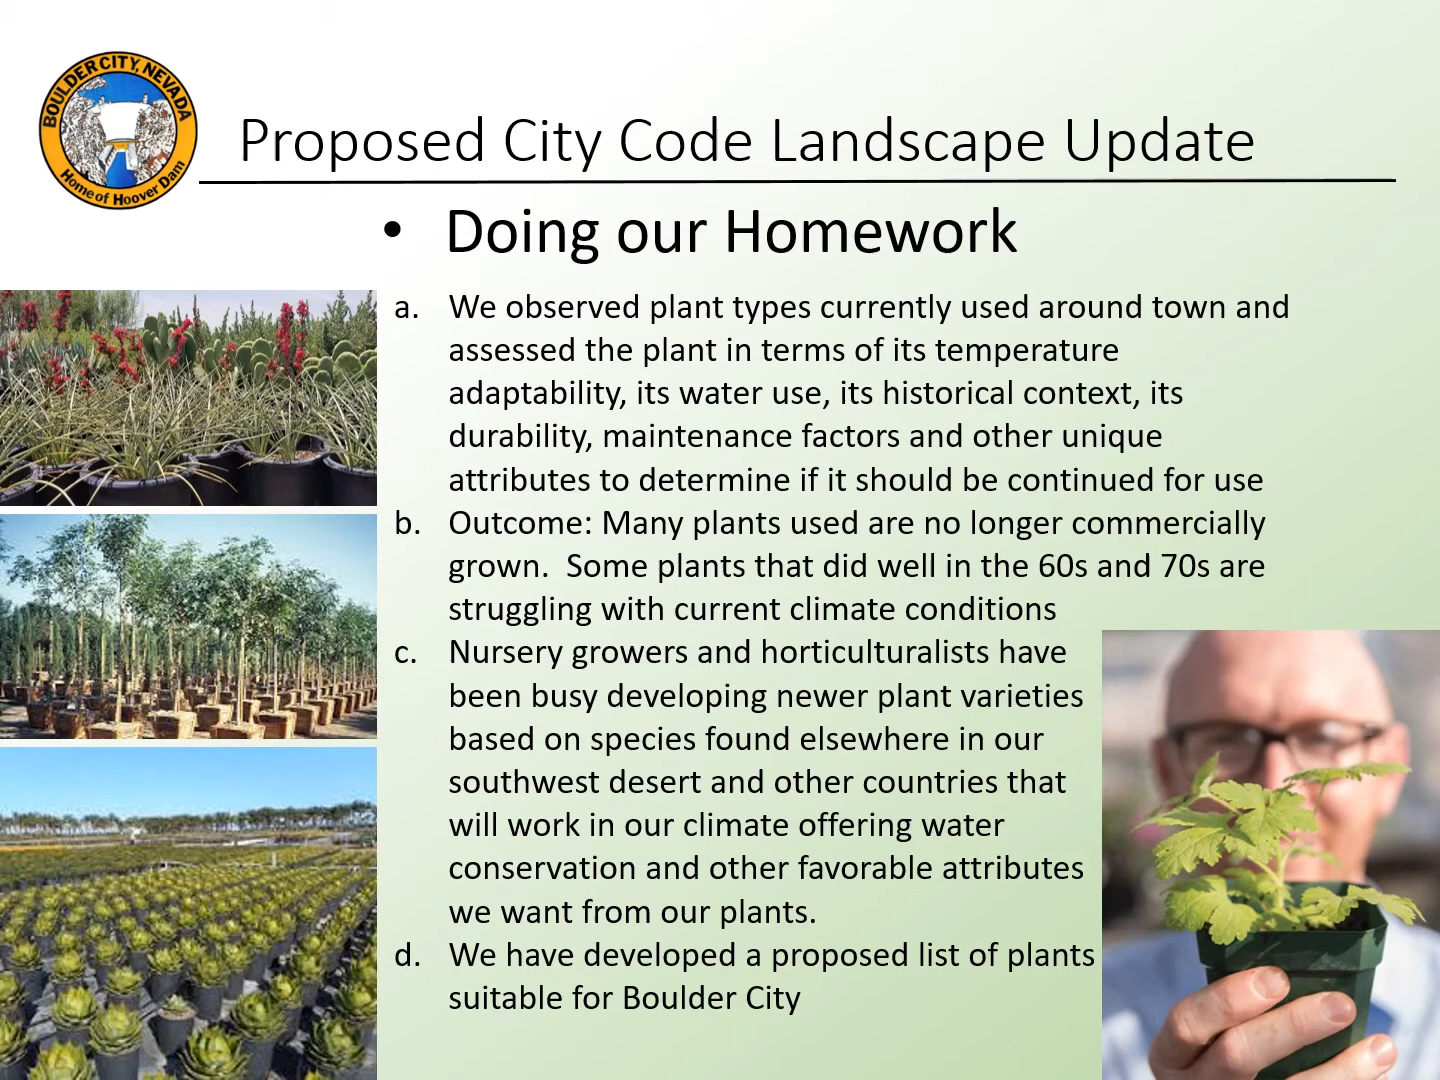 BOULDER CITY, NEVADA
Home of Hoover Dam
Proposed City Code Landscape Update
• Doing our Homework
a. We observed plant types currently used around town and
assessed the plant in terms of its temperature
adaptability, its water use, its historical context, its
durability, maintenance factors and other unique
attributes to determine if it should be continued for use
b. Outcome: Many plants used are no longer commercially
grown.  Some plants that did well in the 60s and 70s are
struggling with current climate conditions
c. Nursery growers and horticulturalists have
been busy developing newer plant varieties
based on species found elsewhere in our
southwest desert and other countries that
will work in our climate offering water
conservation and other favorable attributes
we want from our plants.
d. We have developed a proposed list of plants
suitable for Boulder City